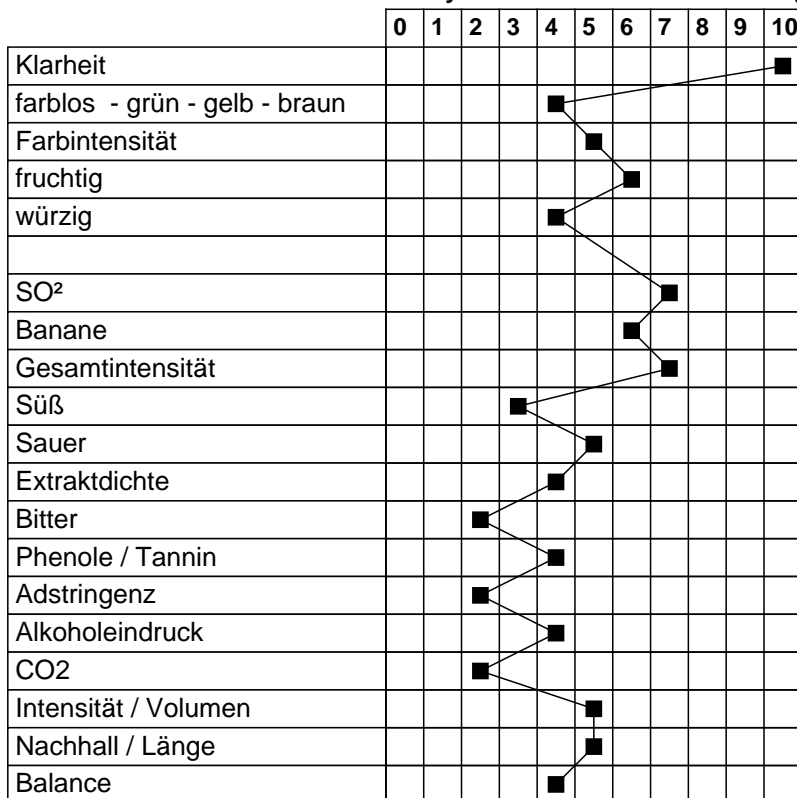 0 1 2 3 4 5 6 7 8 9 10
Klarheit
farblos - grün - gelb - braun
Farbintensität
fruchtig
würzig
SO²
Banane
Gesamtintensität
Süß
Sauer
Extraktdichte
Bitter
Phenole / Tannin
Adstringenz
Alkoholeindruck
CO2
Intensität / Volumen
Nachhall / Länge
Balance